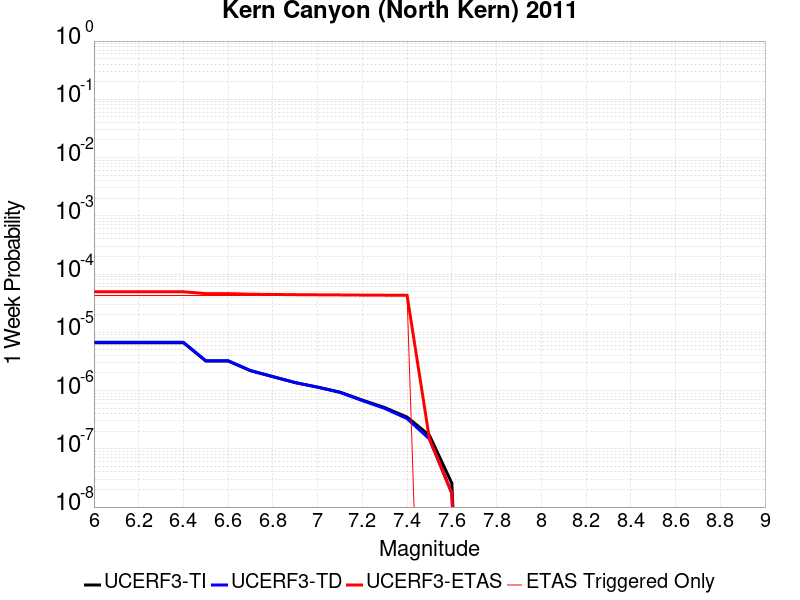 Kern Canyon (North Kern) 2011
10^0
10^-1
10^-2
10^-3
10^-4
10^-5
10^-6
10^-7
10^-8
1 Week Probability
6 6.2 6.4 6.6 6.8 7 7.2 7.4 7.6 7.8 8 8.2 8.4 8.6 8.8 9
Magnitude
UCERF3-TI UCERF3-TD UCERF3-ETAS ETAS Triggered Only